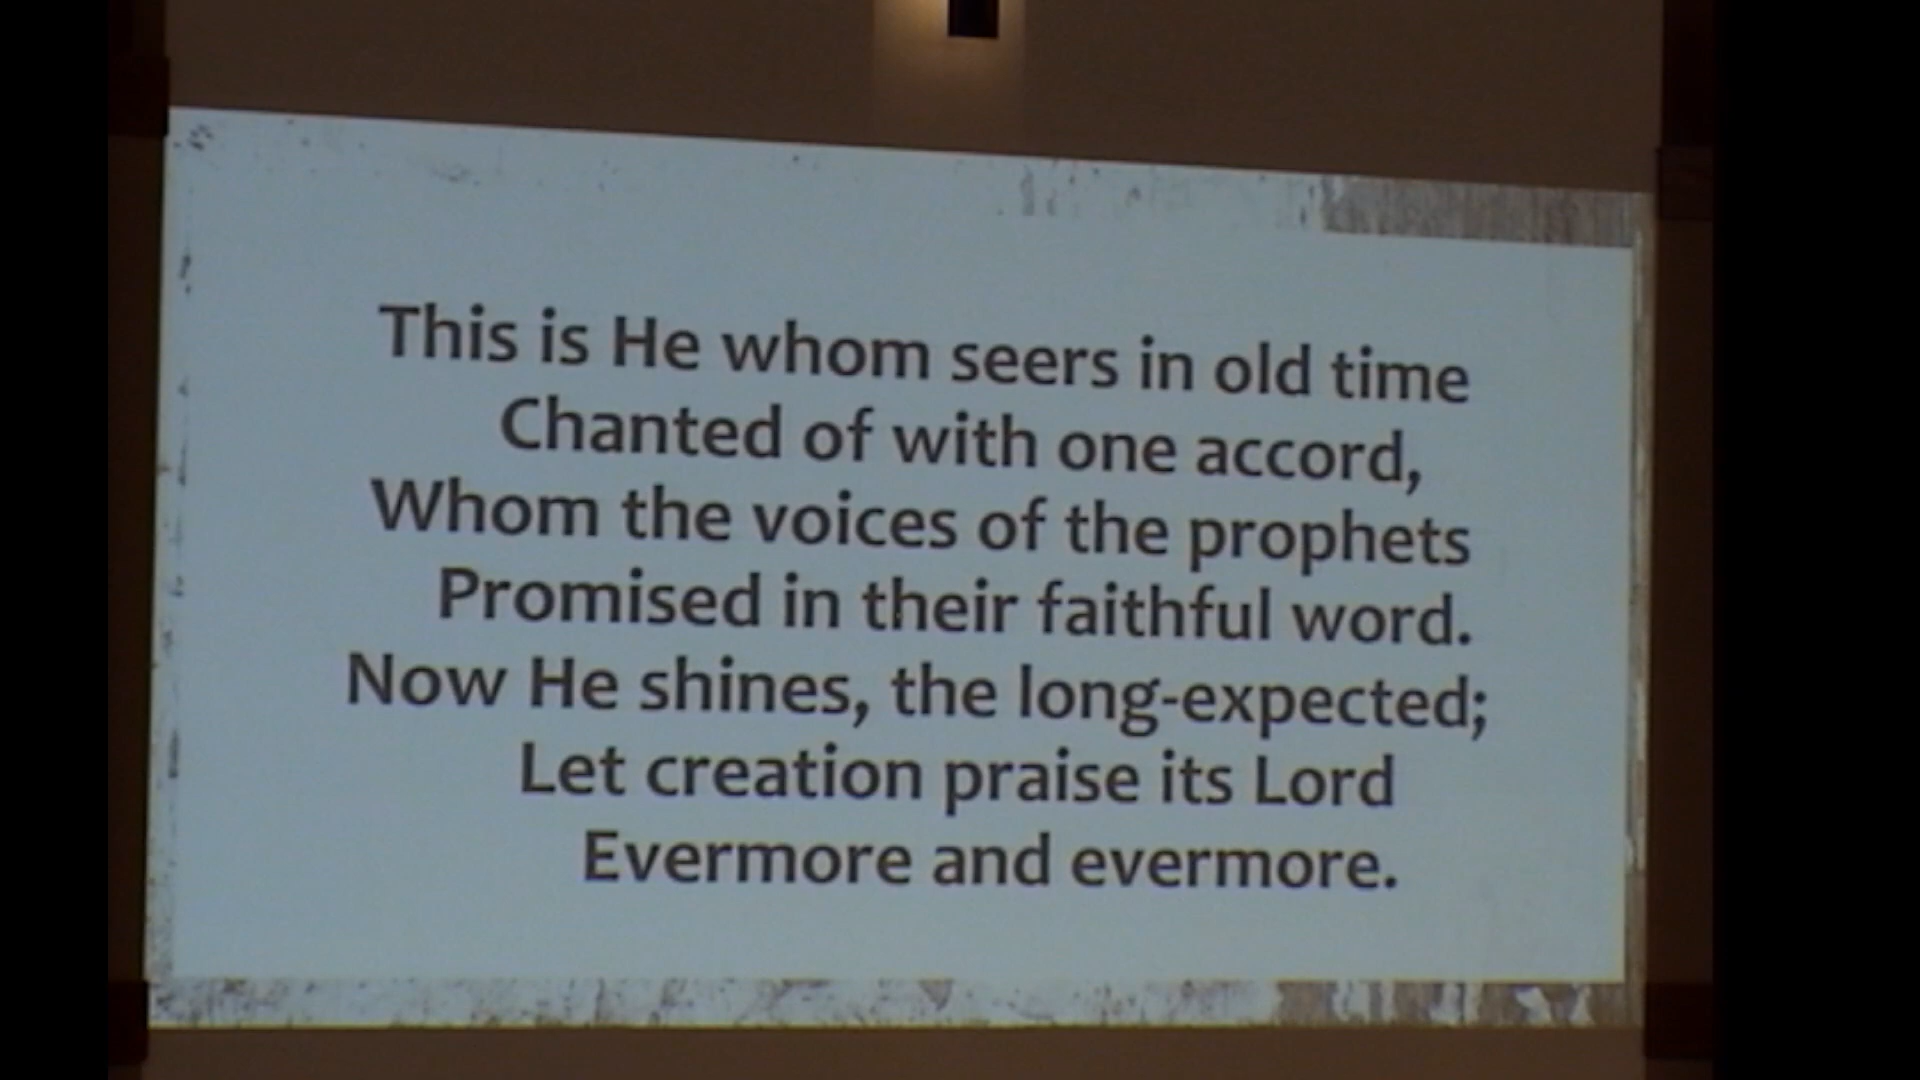 This is He whom seers in old time
Chanted of with one accord,
Whom the voices of the prophets
Promised in their faithful word.
Now He shines, the long-expected;
Let creation praise its Lord
Evermore and evermore.